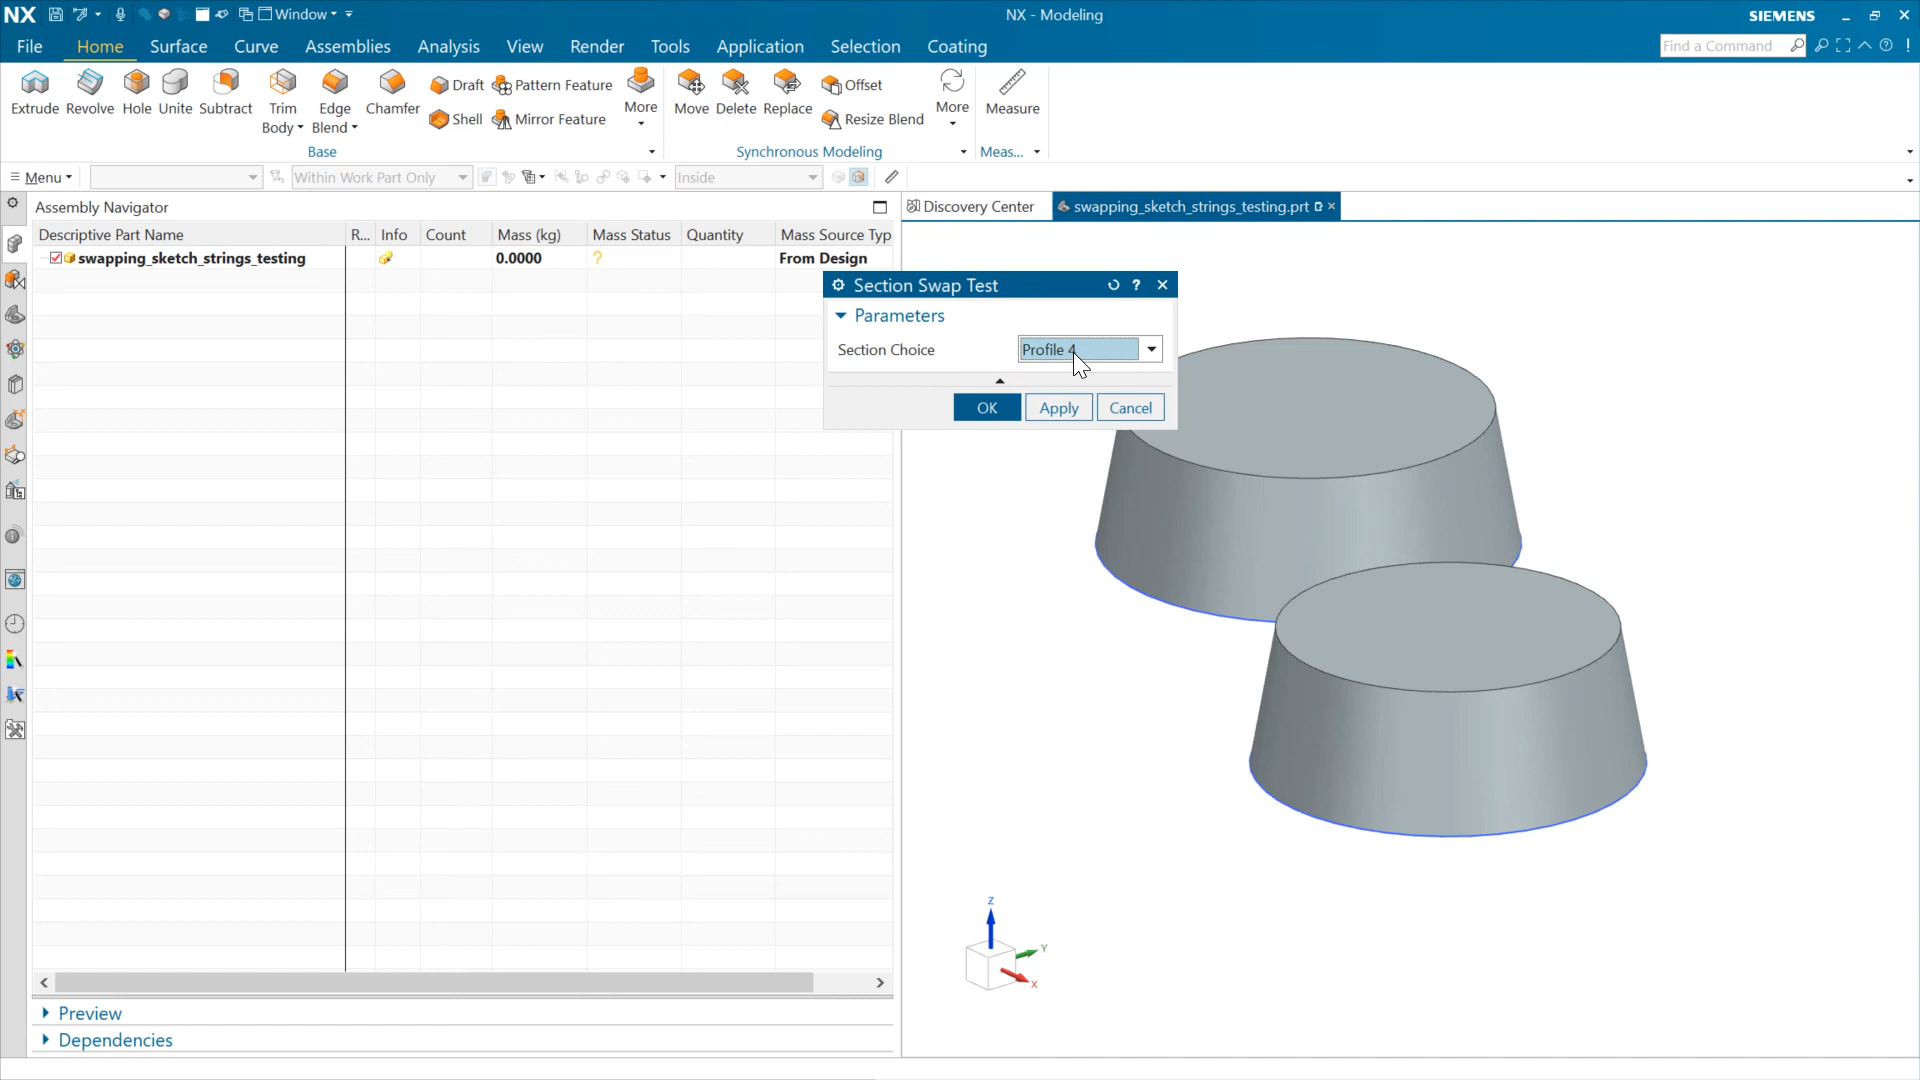 NX Window NX - Modeling SIEMENS
File Home Surface Curve Assemblies Analysis View Render Tools Application Selection Coating Find a Command
Extrude Revolve Hole Unite Subtract Trim Body Edge Blend Chamfer Draft Shell Pattern Feature Mirror Feature More Move Delete Replace Offset Resize Blend More Measure
Base Synchronous Modeling Meas...
Menu Within Work Part Only Inside
Assembly Navigator Discovery Center swapping_sketch_strings_testing.prt
Descriptive Part Name R... Info Count Mass (kg) Mass Status Quantity Mass Source Typ
swapping_sketch_strings_testing 0.0000 ? From Design
Section Swap Test ?
Parameters
Section Choice Profile 4
OK Apply Cancel
Z
Y
X
Preview
Dependencies